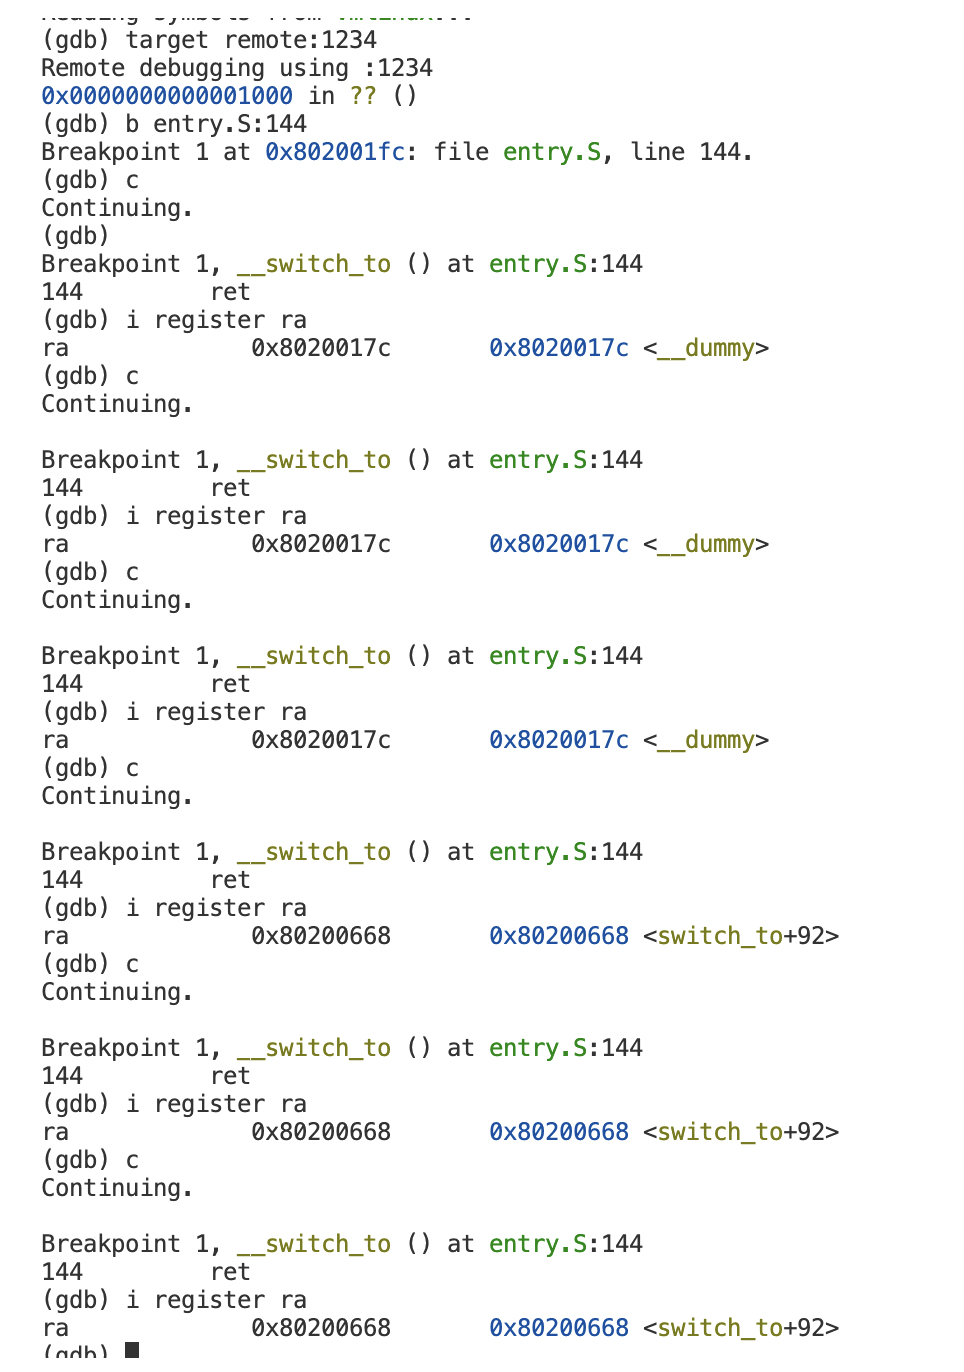 Reading symbols from vmlinux...
(gdb) target remote:1234
Remote debugging using :1234
0x0000000000001000 in ?? ()
(gdb) b entry.S:144
Breakpoint 1 at 0x802001fc: file entry.S, line 144.
(gdb) c
Continuing.
(gdb)
Breakpoint 1, __switch_to () at entry.S:144
144         ret
(gdb) i register ra
ra             0x8020017c       0x8020017c <__dummy>
(gdb) c
Continuing.
Breakpoint 1, __switch_to () at entry.S:144
144         ret
(gdb) i register ra
ra             0x8020017c       0x8020017c <__dummy>
(gdb) c
Continuing.
Breakpoint 1, __switch_to () at entry.S:144
144         ret
(gdb) i register ra
ra             0x8020017c       0x8020017c <__dummy>
(gdb) c
Continuing.
Breakpoint 1, __switch_to () at entry.S:144
144         ret
(gdb) i register ra
ra             0x80200668       0x80200668 <switch_to+92>
(gdb) c
Continuing.
Breakpoint 1, __switch_to () at entry.S:144
144         ret
(gdb) i register ra
ra             0x80200668       0x80200668 <switch_to+92>
(gdb) c
Continuing.
Breakpoint 1, __switch_to () at entry.S:144
144         ret
(gdb) i register ra
ra             0x80200668       0x80200668 <switch_to+92>
(gdb)